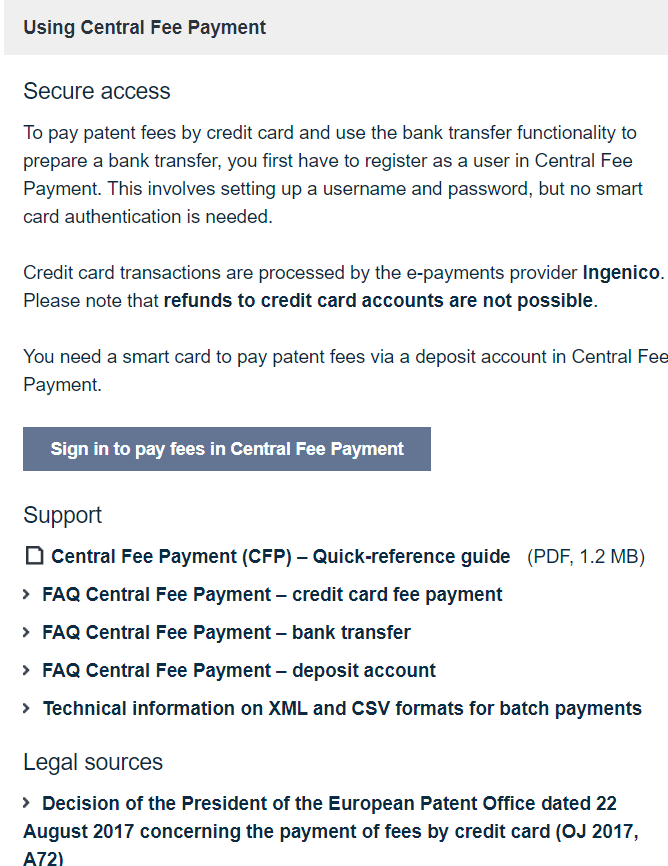 Using Central Fee Payment
Secure access
To pay patent fees by credit card and use the bank transfer functionality to
prepare a bank transfer, you first have to register as a user in Central Fee
Payment. This involves setting up a username and password, but no smart
card authentication is needed.
Credit card transactions are processed by the e-payments provider Ingenico.
Please note that refunds to credit card accounts are not possible.
You need a smart card to pay patent fees via a deposit account in Central Fee
Payment.
Sign in to pay fees in Central Fee Payment
Support
Central Fee Payment (CFP) – Quick-reference guide (PDF, 1.2 MB)
FAQ Central Fee Payment – credit card fee payment
FAQ Central Fee Payment – bank transfer
FAQ Central Fee Payment – deposit account
Technical information on XML and CSV formats for batch payments
Legal sources
Decision of the President of the European Patent Office dated 22
August 2017 concerning the payment of fees by credit card (OJ 2017,
A72)